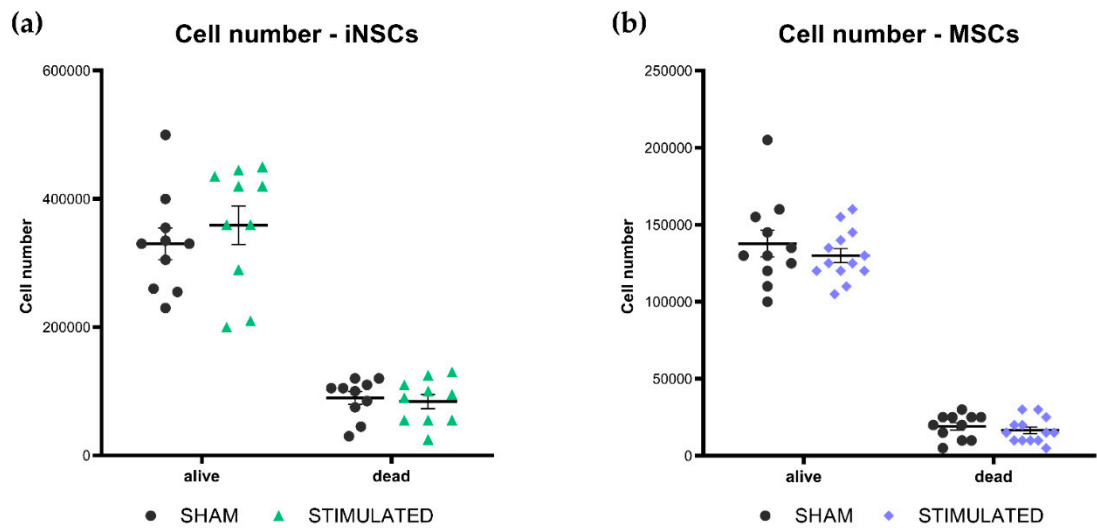 (a)
Cell number - iNSCs
Cell number
600000
400000
200000
0
alive dead
SHAM STIMULATED
(b)
Cell number - MSCs
Cell number
250000
200000
150000
100000
50000
0
alive dead
SHAM STIMULATED